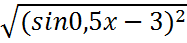 √(sin0,5x − 3)²